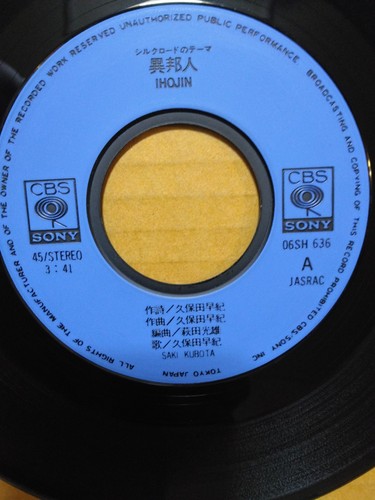 ALL RIGHTS OF THE MANUFACTURER AND OF THE OWNER OF THE RECORDED WORK RESERVED UNAUTHORIZED PUBLIC PERFORMANCE. BROADCASTING AND COPYING OF THIS RECORD PROHIBITED CBS/SONY INC.
TOKYO JAPAN
シルクロードのテーマ
異邦人
IHOJIN
CBS
SONY
45/STEREO
3:41
CBS
SONY
06SH 636
A
JASRAC
作詩/久保田早紀
作曲/久保田早紀
編曲/萩田光雄
歌/久保田早紀
SAKI KUBOTA